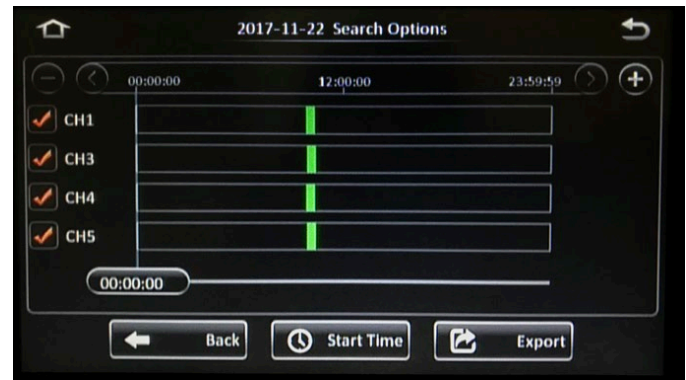 2017-11-22 Search Options
00:00:00 12:00:00 23:59:59
CH1
CH3
CH4
CH5
00:00:00
Back Start Time Export